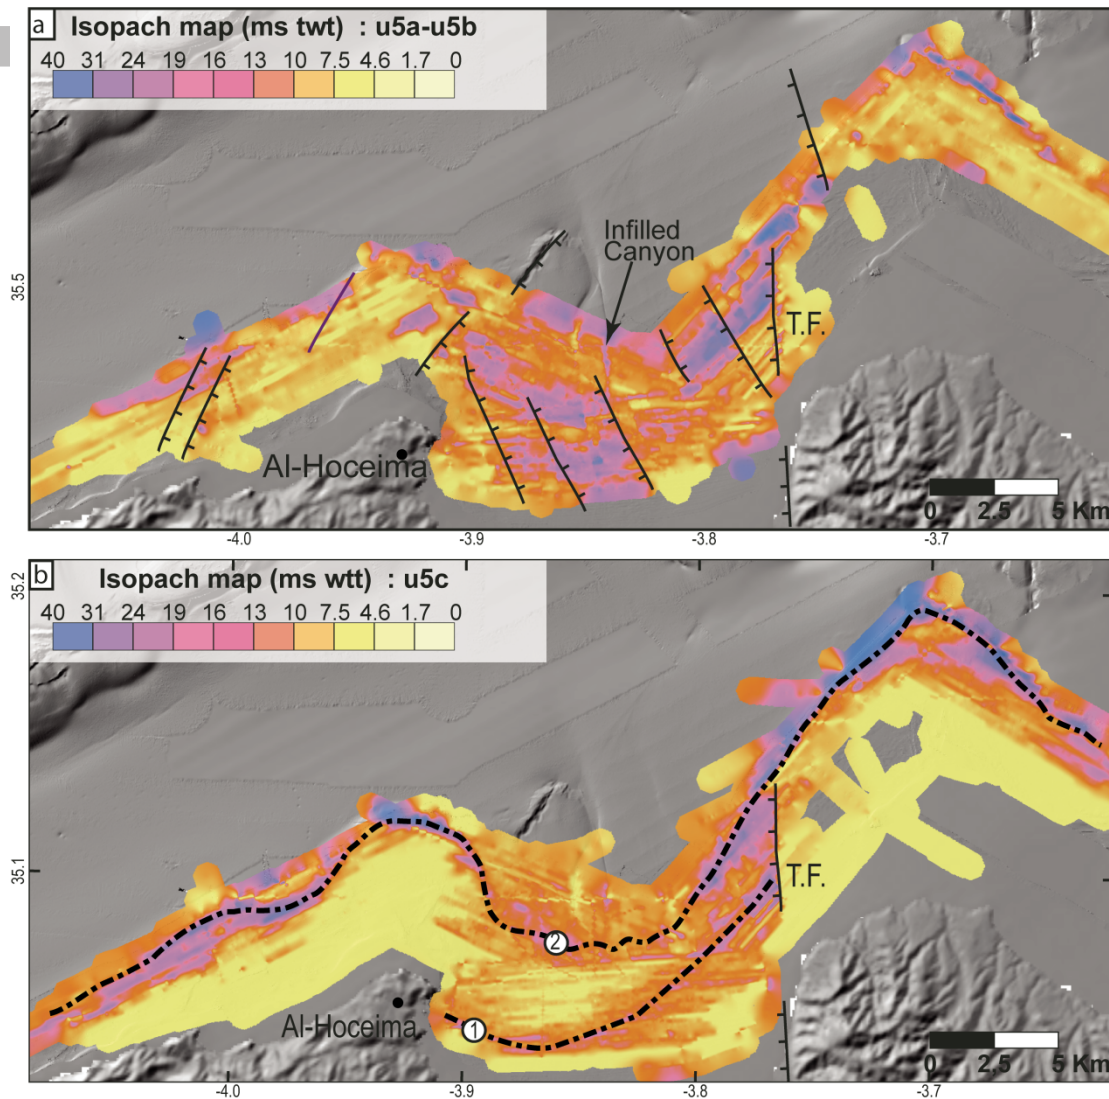 a Isopach map (ms twt) : u5a-u5b
40 31 24 19 16 13 10 7.5 4.6 1.7 0
Infilled
Canyon
35.5
T.F.
Al-Hoceima
0 2.5 5 Km
-4.0 -3.9 -3.8 -3.7
b Isopach map (ms wtt) : u5c
35.2
40 31 24 19 16 13 10 7.5 4.6 1.7 0
35.1
T.F.
2
Al-Hoceima
1
0 2.5 5 Km
-4.0 -3.9 -3.8 -3.7